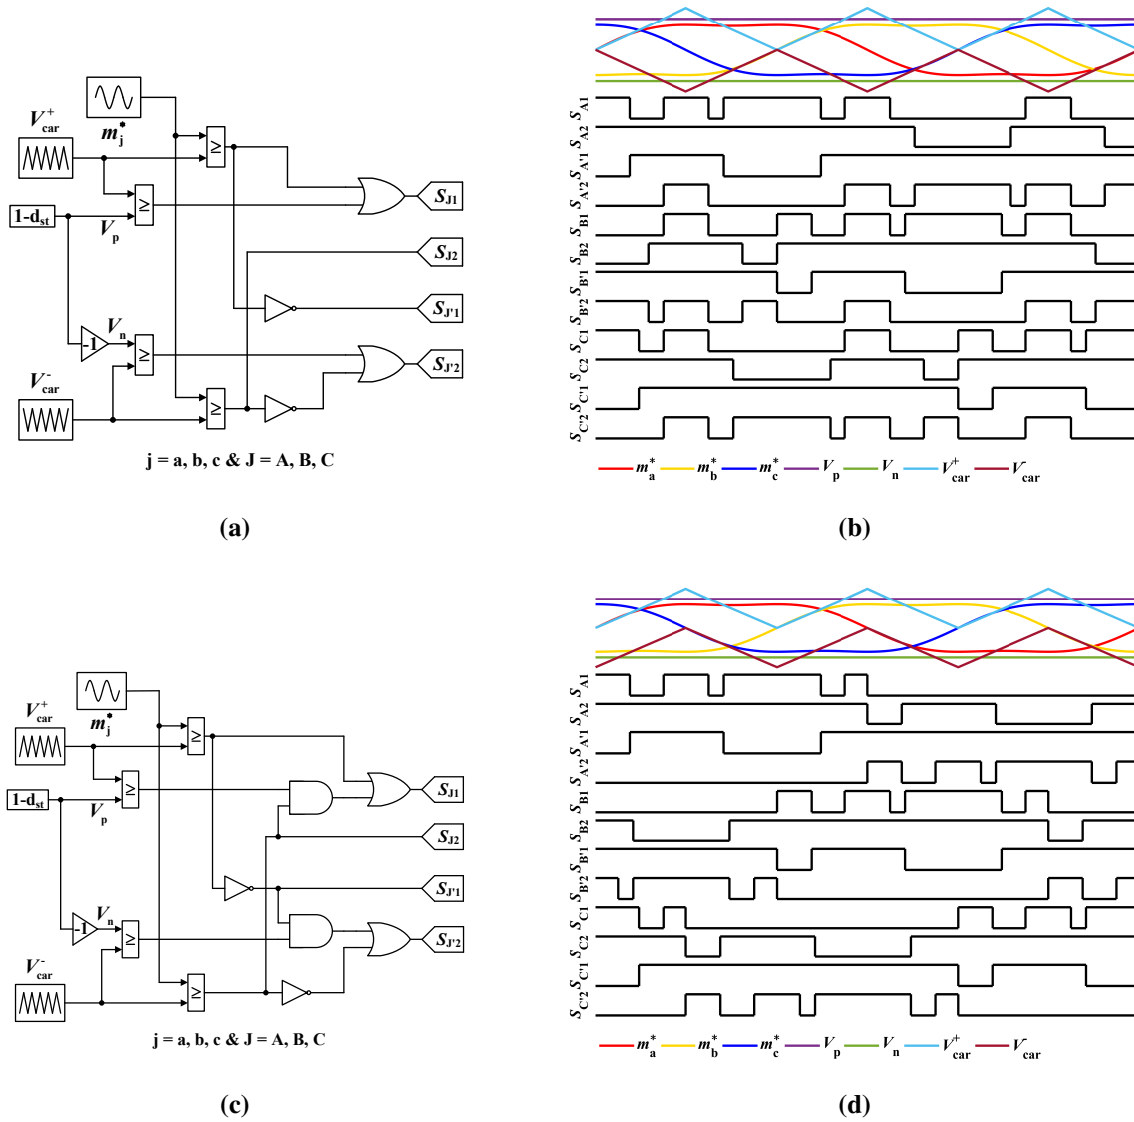 m*j
V+car
≥
≥
1-dst
Vp
SJ1
SJ2
SJ'1
SJ'2
-1
Vn
≥
V-car
≥
j = a, b, c & J = A, B, C
(a)
SA1
SA2
SA'1
SA'2
SB1
SB2
SB'1
SB'2
SC1
SC2
SC'1
SC'2
m*a m*b m*c Vp Vn V+car V-car
(b)
m*j
V+car
≥
≥
1-dst
Vp
SJ1
SJ2
SJ'1
SJ'2
-1
Vn
≥
V-car
≥
j = a, b, c & J = A, B, C
(c)
SA1
SA2
SA'1
SA'2
SB1
SB2
SB'1
SB'2
SC1
SC2
SC'1
SC'2
m*a m*b m*c Vp Vn V+car V-car
(d)